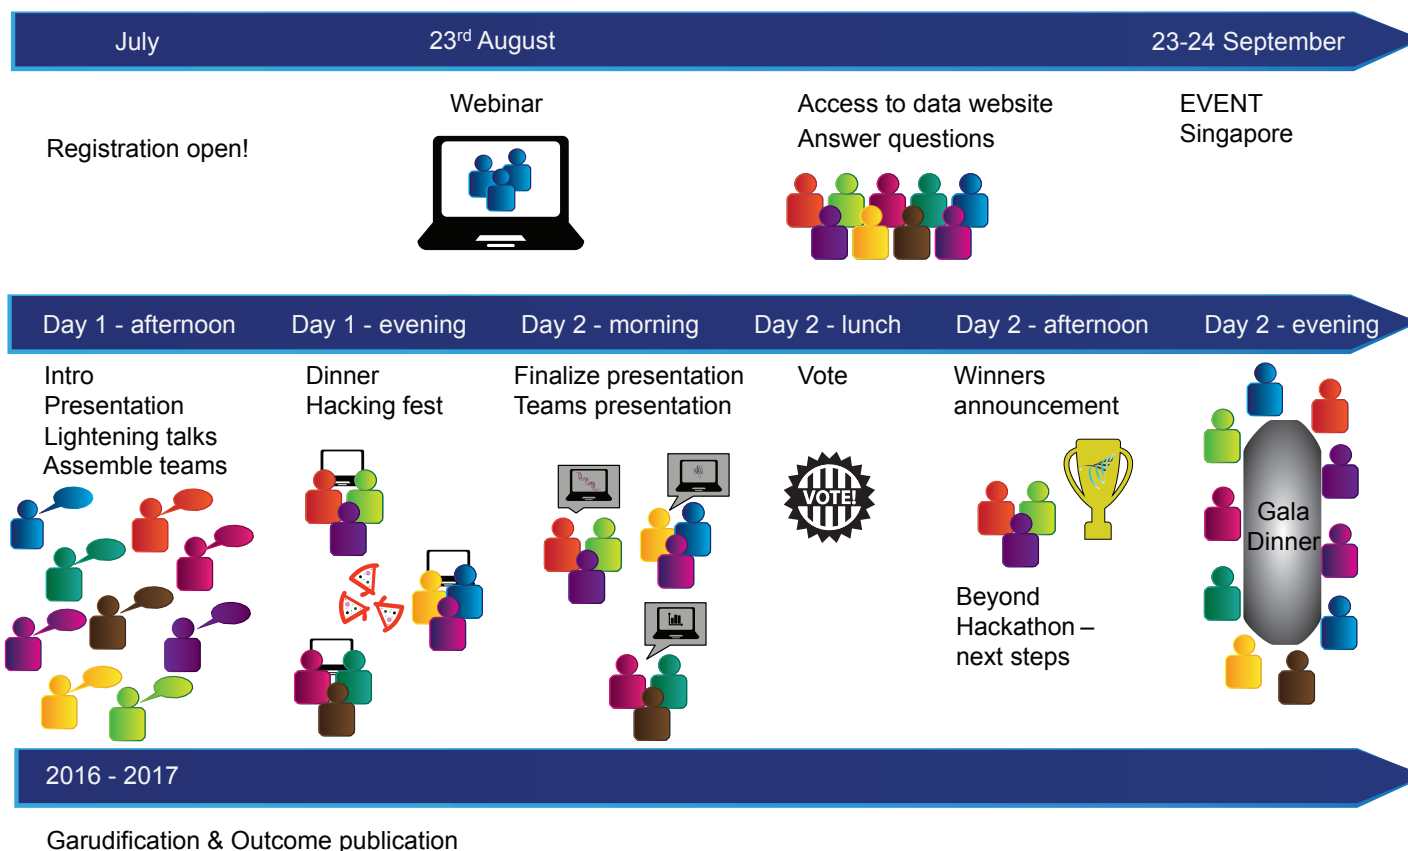 July
23rd August
23-24 September
Registration open!
Webinar
Access to data website
Answer questions
EVENT
Singapore
Day 1 - afternoon
Day 1 - evening
Day 2 - morning
Day 2 - lunch
Day 2 - afternoon
Day 2 - evening
Intro
Presentation
Lightening talks
Assemble teams
Dinner
Hacking fest
Finalize presentation
Teams presentation
Vote
VOTE!
Winners
announcement
Beyond
Hackathon –
next steps
Gala
Dinner
2016 - 2017
Garudification & Outcome publication